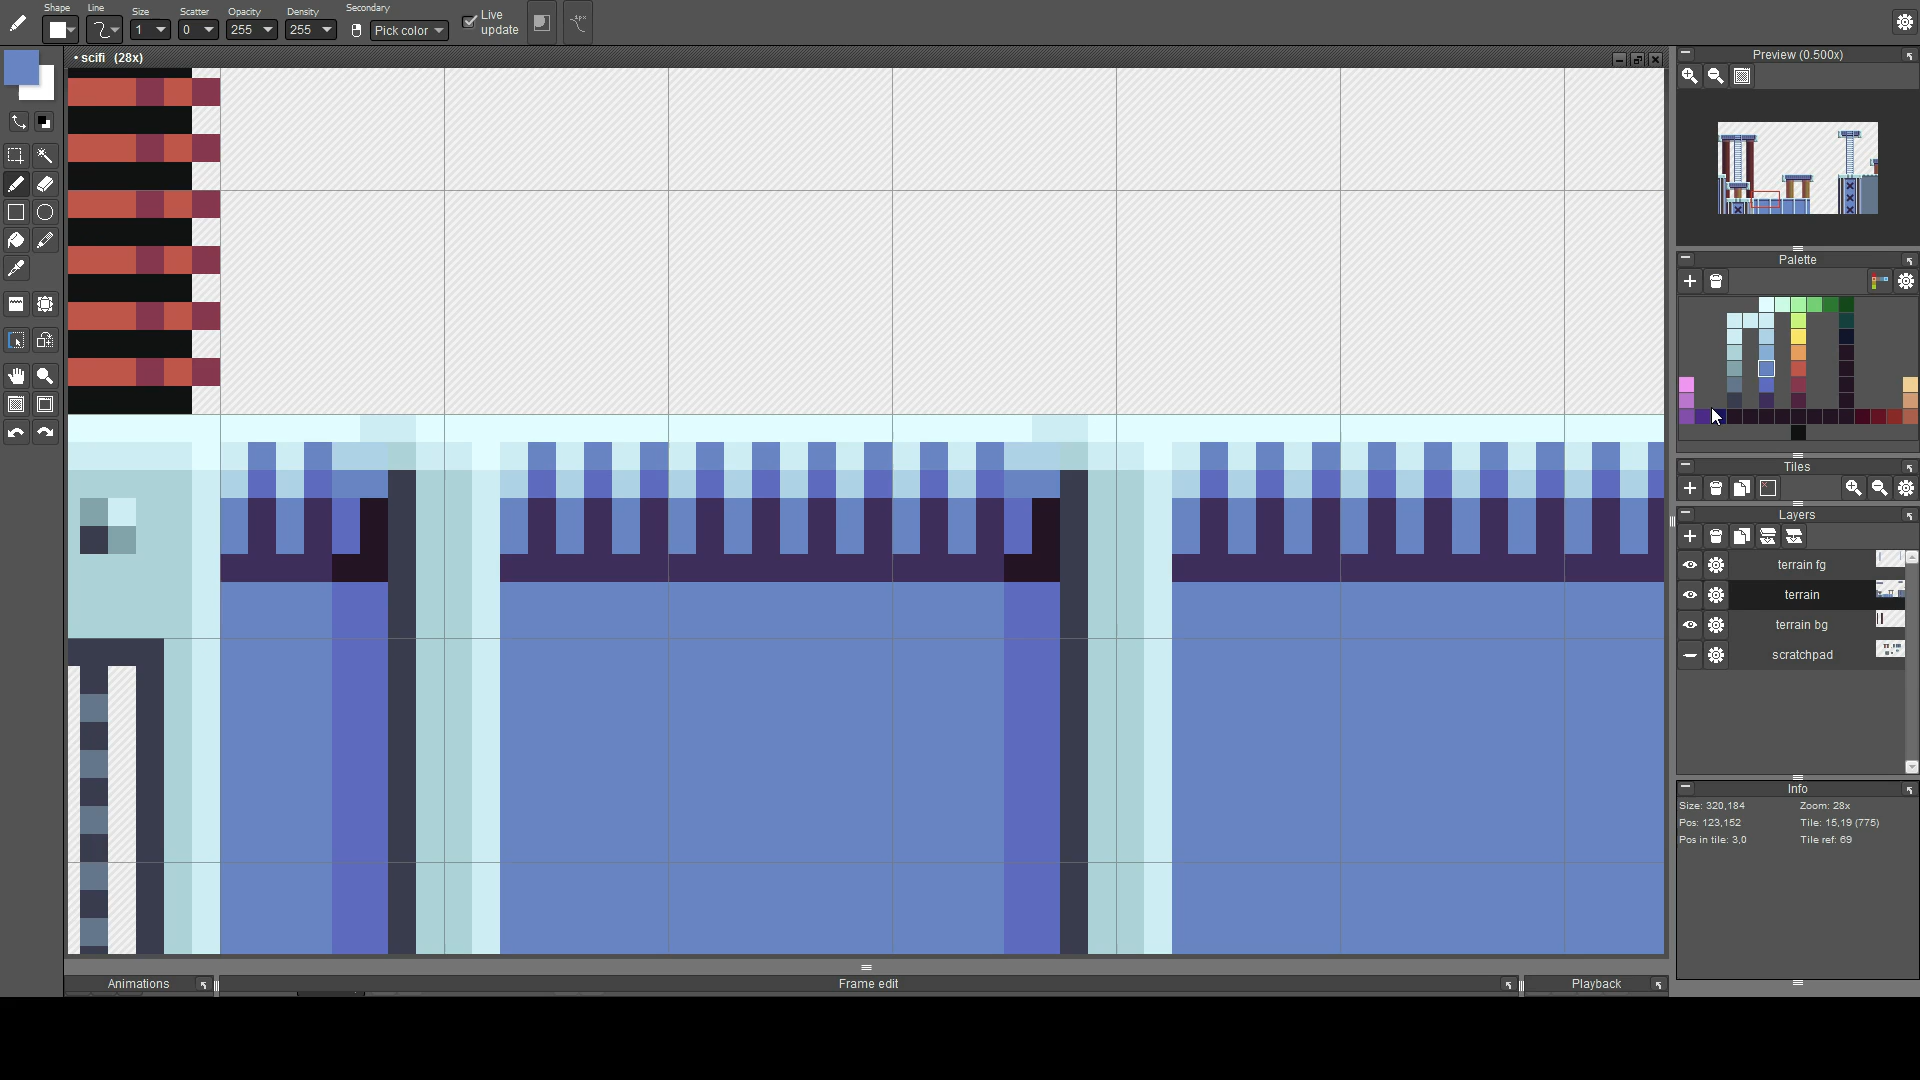 Shape
Line
Size
Scatter
Opacity
Density
Secondary
1
0
255
255
Pick color
Live
update
• scifi (28x)
Preview (0.500x)
Palette
Tiles
Layers
terrain fg
terrain
terrain bg
scratchpad
Info
Size: 320,184 Zoom: 28x
Pos: 123,152 Tile: 15,19 (775)
Pos in tile: 3,0 Tile ref: 69
Animations
Frame edit
Playback